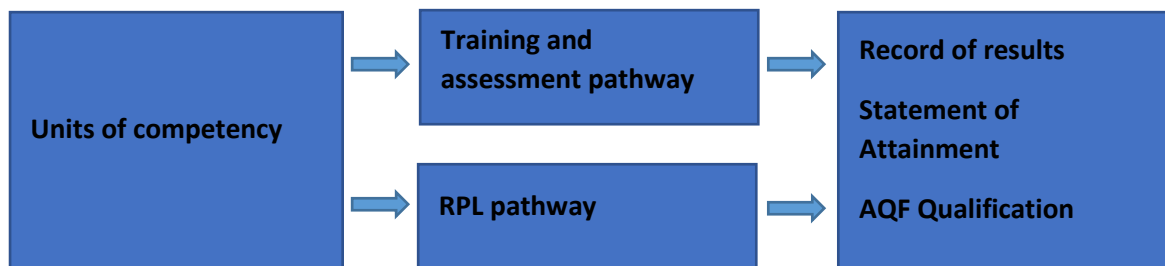 Units of competency
Training and
assessment pathway
RPL pathway
Record of results
Statement of
Attainment
AQF Qualification